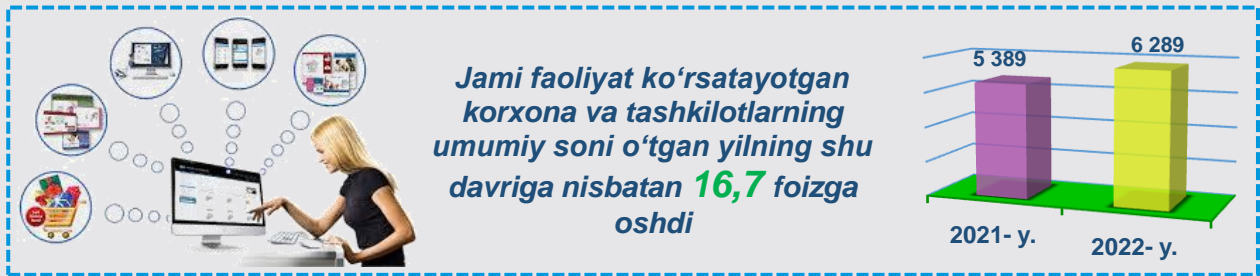 Jami faoliyat ko‘rsatayotgan
korxona va tashkilotlarning
umumiy soni o‘tgan yilning shu
davriga nisbatan 16,7 foizga
oshdi
5 389
6 289
2021- y.
2022- y.